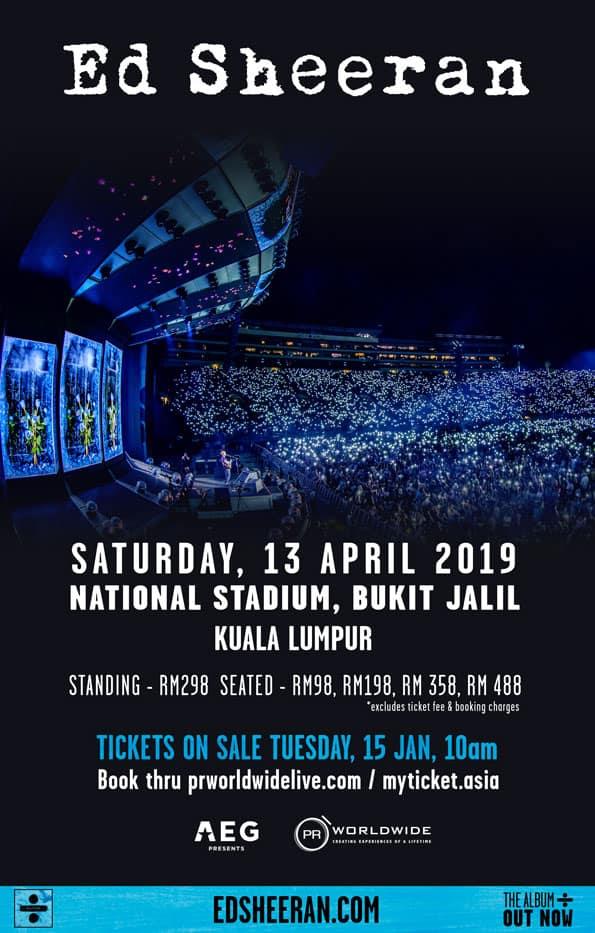 Ed Sheeran
SATURDAY, 13 APRIL 2019
NATIONAL STADIUM, BUKIT JALIL
KUALA LUMPUR
STANDING - RM298 SEATED - RM98, RM198, RM 358, RM 488
*excludes ticket fee & booking charges
TICKETS ON SALE TUESDAY, 15 JAN, 10am
Book thru prworldwidelive.com / myticket.asia
AEG
PRESENTS
PR WORLDWIDE
CREATING EXPERIENCES OF A LIFETIME
EDSHEERAN.COM
THE ALBUM ÷
OUT NOW